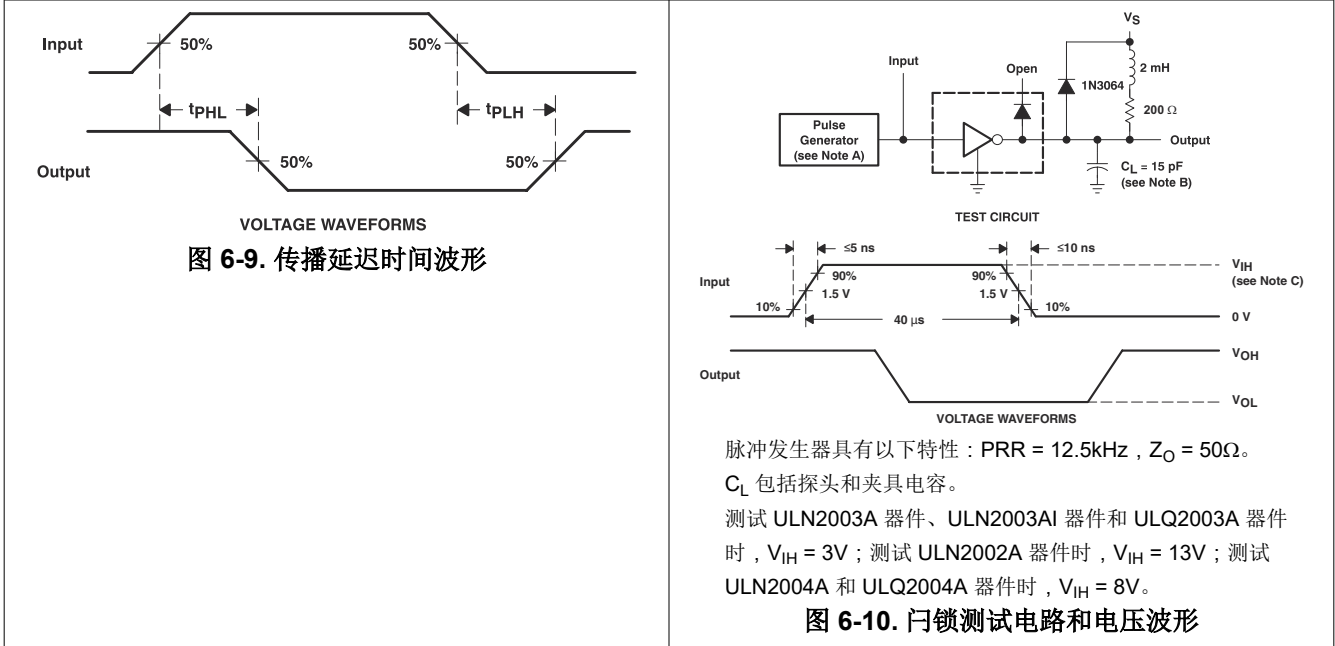 Input
50%
50%
tPHL
tPLH
Output
50%
50%
VOLTAGE WAVEFORMS
图 6-9. 传播延迟时间波形
VS
Input
Open
1N3064
2 mH
200 Ω
Pulse
Generator
(see Note A)
Output
CL = 15 pF
(see Note B)
TEST CIRCUIT
≤5 ns
≤10 ns
Input
90%
90%
1.5 V
1.5 V
10%
10%
40 μs
VIH
(see Note C)
0 V
Output
VOH
VOL
VOLTAGE WAVEFORMS
脉冲发生器具有以下特性：PRR = 12.5kHz，ZO = 50Ω。
CL 包括探头和夹具电容。
测试 ULN2003A 器件、ULN2003AI 器件和 ULQ2003A 器件
时，VIH = 3V；测试 ULN2002A 器件时，VIH = 13V；测试
ULN2004A 和 ULQ2004A 器件时，VIH = 8V。
图 6-10. 闩锁测试电路和电压波形